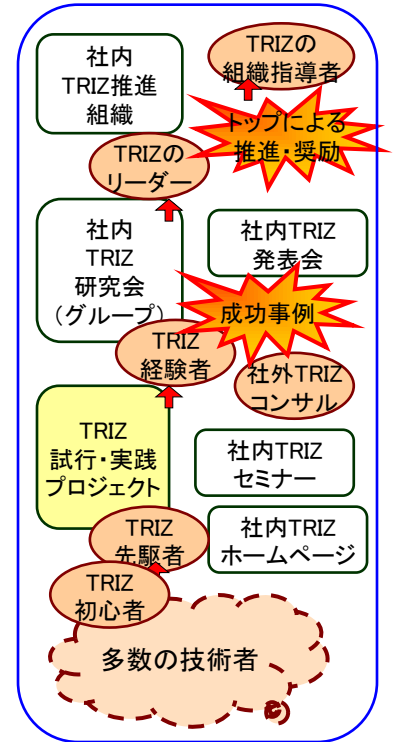 社内
TRIZ推進
組織
TRIZの
組織指導者
トップによる
推進・奨励
TRIZの
リーダー
社内
TRIZ
研究会
(グループ)
社内TRIZ
発表会
成功事例
TRIZ
経験者
社外TRIZ
コンサル
TRIZ
試行・実践
プロジェクト
社内TRIZ
セミナー
TRIZ
先駆者
社内TRIZ
ホームページ
TRIZ
初心者
多数の技術者